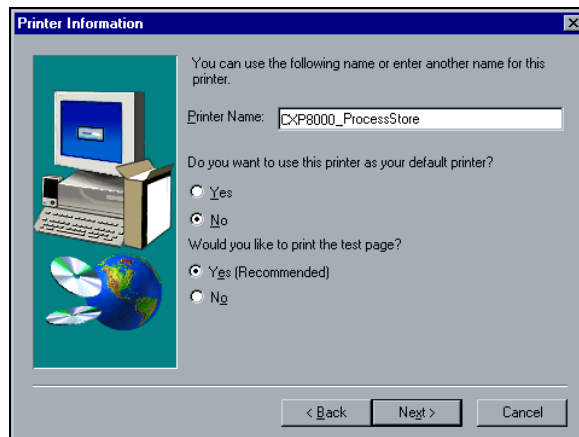 Printer Information
You can use the following name or enter another name for this
printer.
Printer Name: CXP8000_ProcessStore
Do you want to use this printer as your default printer?
Yes
No
Would you like to print the test page?
Yes (Recommended)
No
< Back Next > Cancel